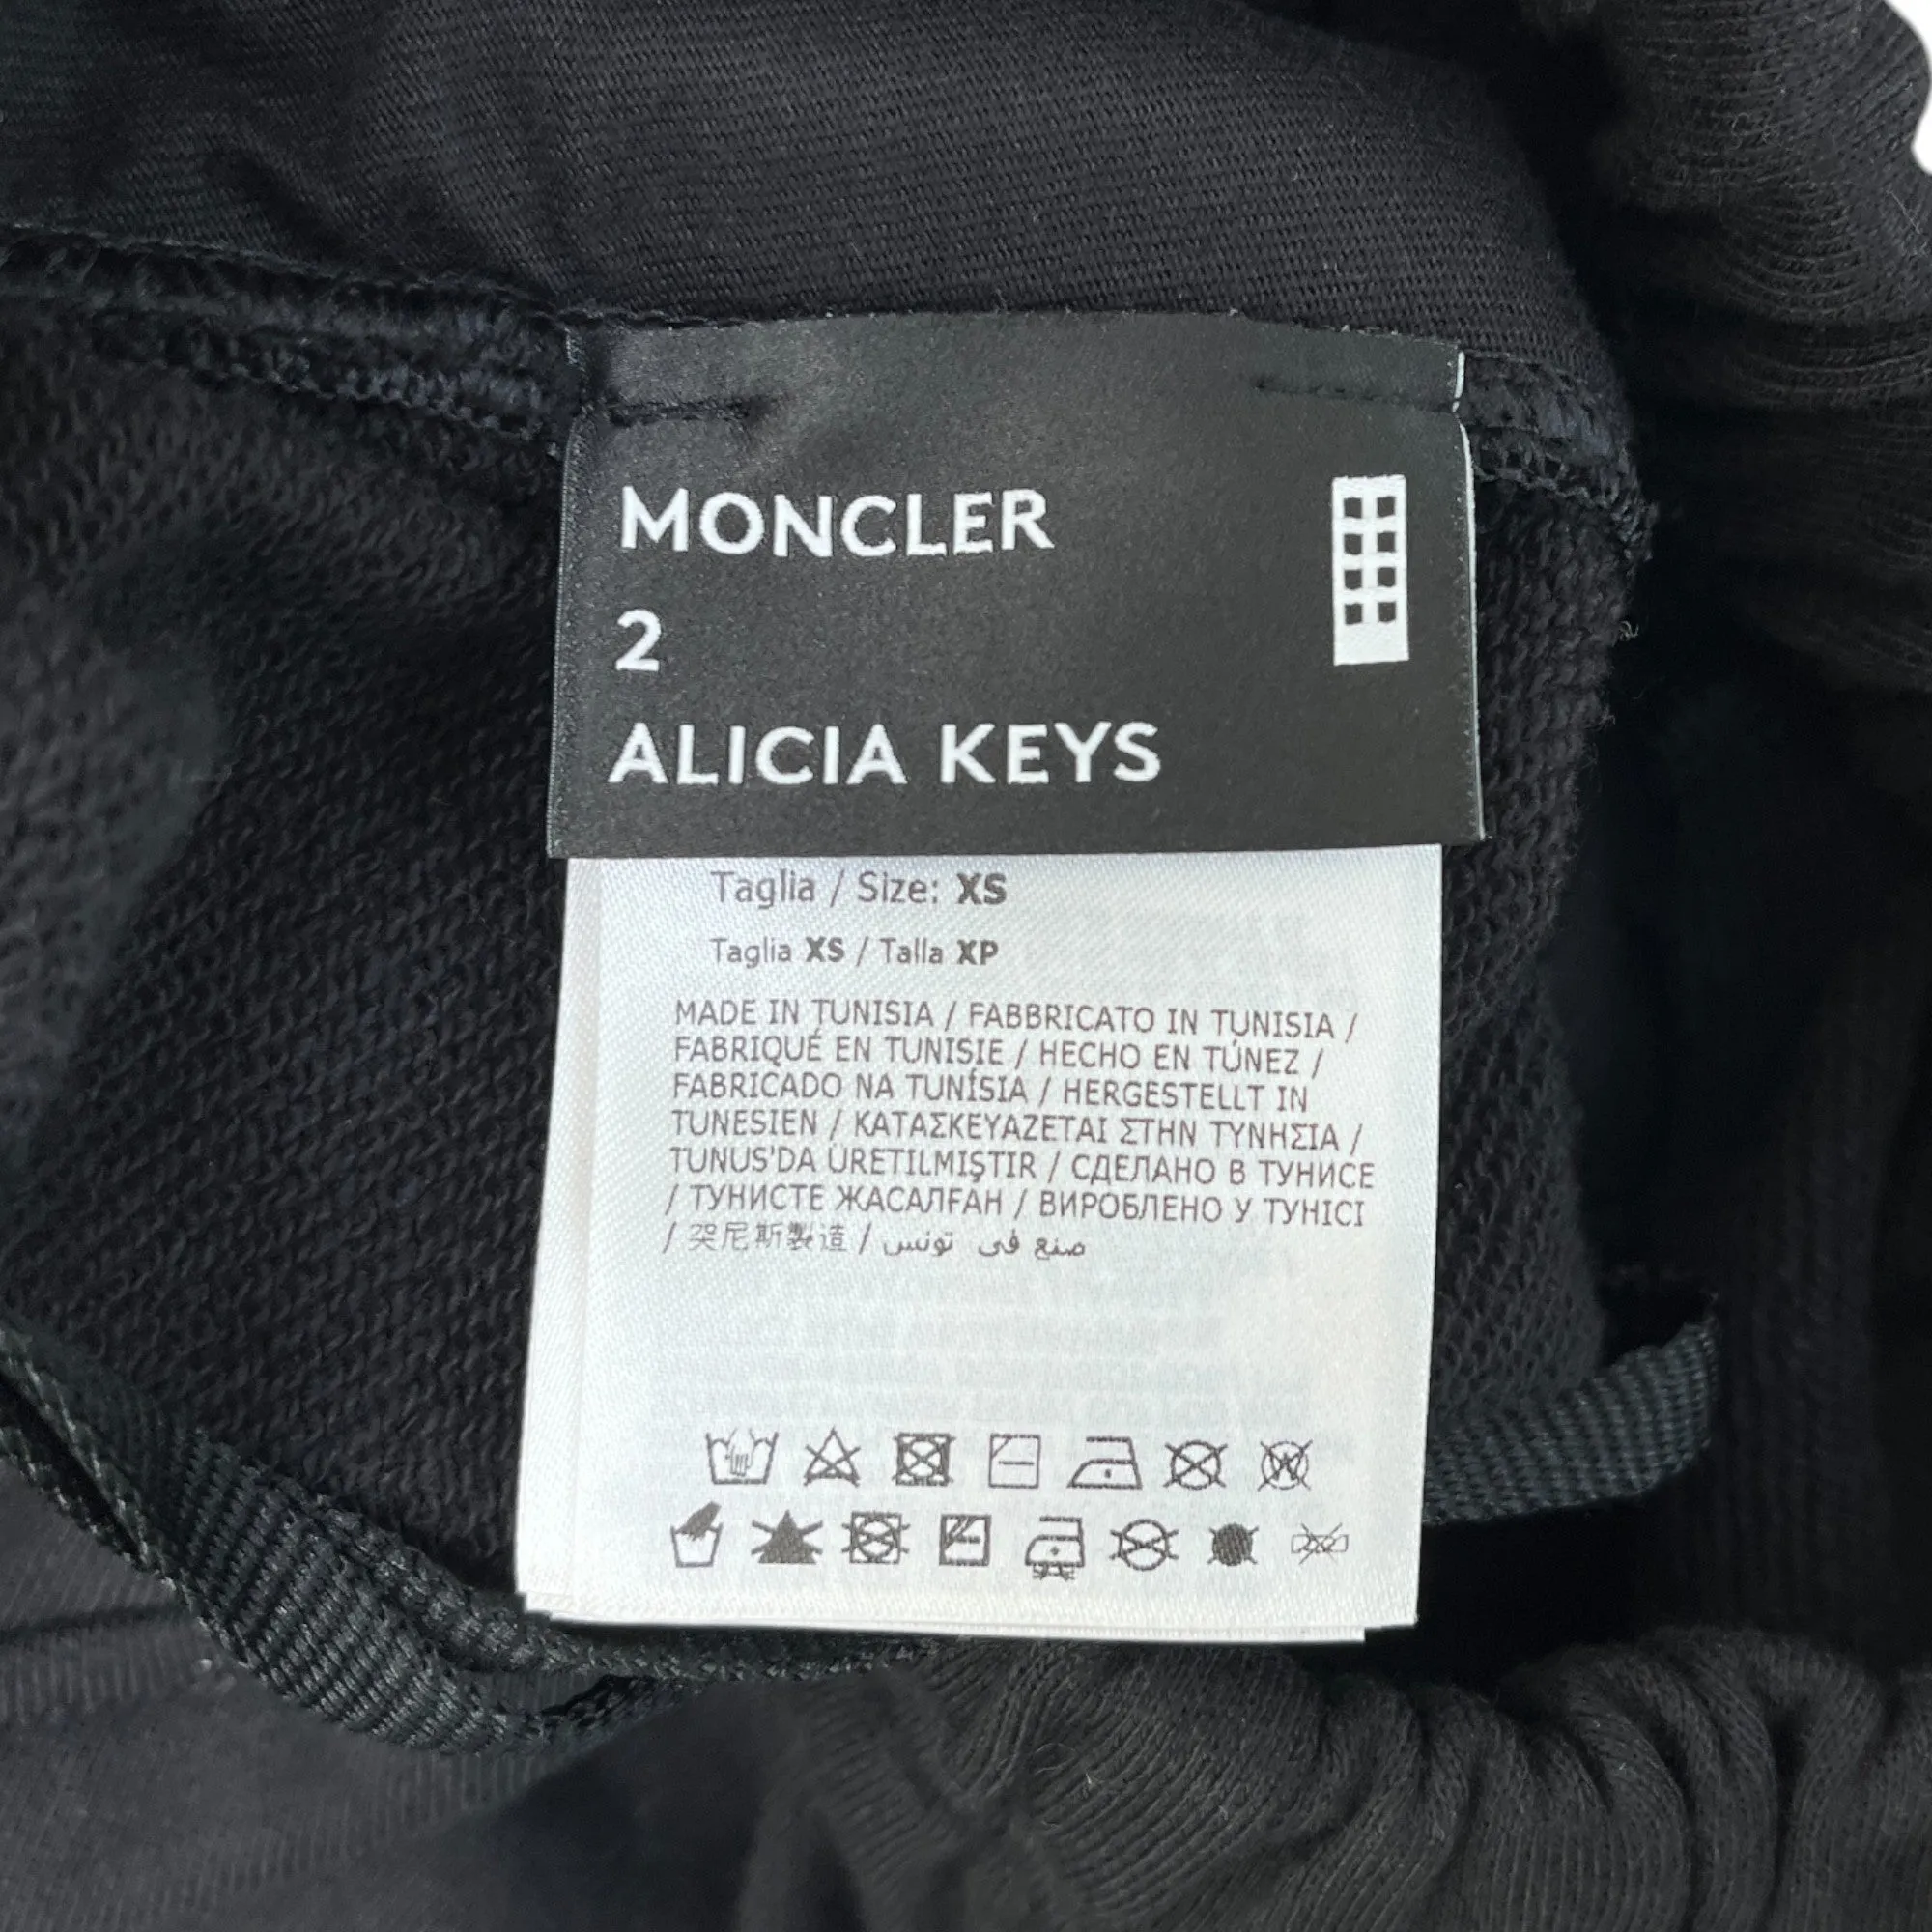 MONCLER
2
ALICIA KEYS
Taglia / Size: XS
Taglia XS / Talla XP
MADE IN TUNISIA / FABBRICATO IN TUNISIA /
FABRIQUÉ EN TUNISIE / HECHO EN TÚNEZ /
FABRICADO NA TUNÍSIA / HERGESTELLT IN
TUNESIEN / ΚΑΤΑΣΚΕΥΑΖΕΤΑΙ ΣΤΗΝ ΤΥΝΗΣΙΑ /
TUNUS'DA ÜRETILMIŞTIR / СДЕЛАНО В ТУНИСЕ
/ ТУНИСТЕ ЖАСАЛҒАН / ВИРОБЛЕНО У ТУНІСІ
/ 突尼斯製造 / صنع في تونس
W